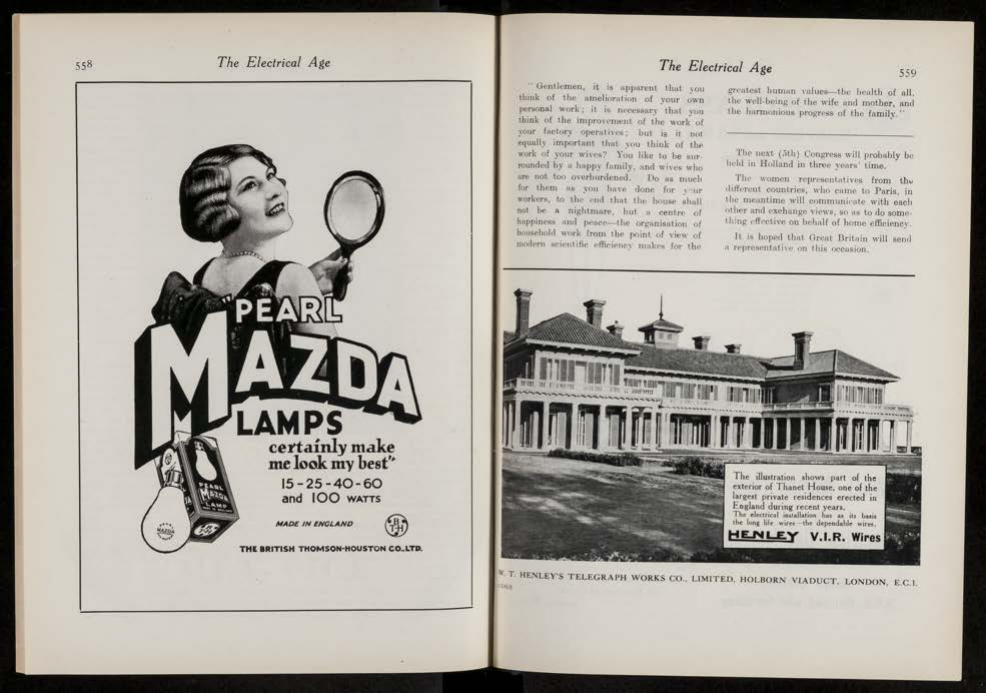 558
The Electrical Age
"PEARL
MAZDA
LAMPS
certainly make
me look my best"
15 - 25 - 40 - 60
and 100 WATTS
MADE IN ENGLAND
BTH
THE BRITISH THOMSON-HOUSTON CO., LTD.
PEARL
MAZDA
LAMP
MAZDA
The Electrical Age
559
"Gentlemen, it is apparent that you
think of the amelioration of your own
personal work; it is necessary that you
think of the improvement of the work of
your factory operatives; but is it not
equally important that you think of the
work of your wives? You like to be sur-
rounded by a happy family, and wives who
are not too overburdened. Do as much
for them as you have done for your
workers, to the end that the house shall
not be a nightmare, but a centre of
happiness and peace—the organisation of
household work from the point of view of
modern scientific efficiency makes for the
greatest human values—the health of all,
the well-being of the wife and mother, and
the harmonious progress of the family."
The next (5th) Congress will probably be
held in Holland in three years' time.
The women representatives from the
different countries, who came to Paris, in
the meantime will communicate with each
other and exchange views, so as to do some-
thing effective on behalf of home efficiency.
It is hoped that Great Britain will send
a representative on this occasion.
The illustration shows part of the
exterior of Thanet House, one of the
largest private residences erected in
England during recent years.
The electrical installation has as its basis
the long life wires—the dependable wires.
HENLEY V.I.R. Wires
W. T. HENLEY'S TELEGRAPH WORKS CO., LIMITED, HOLBORN VIADUCT, LONDON, E.C.1.